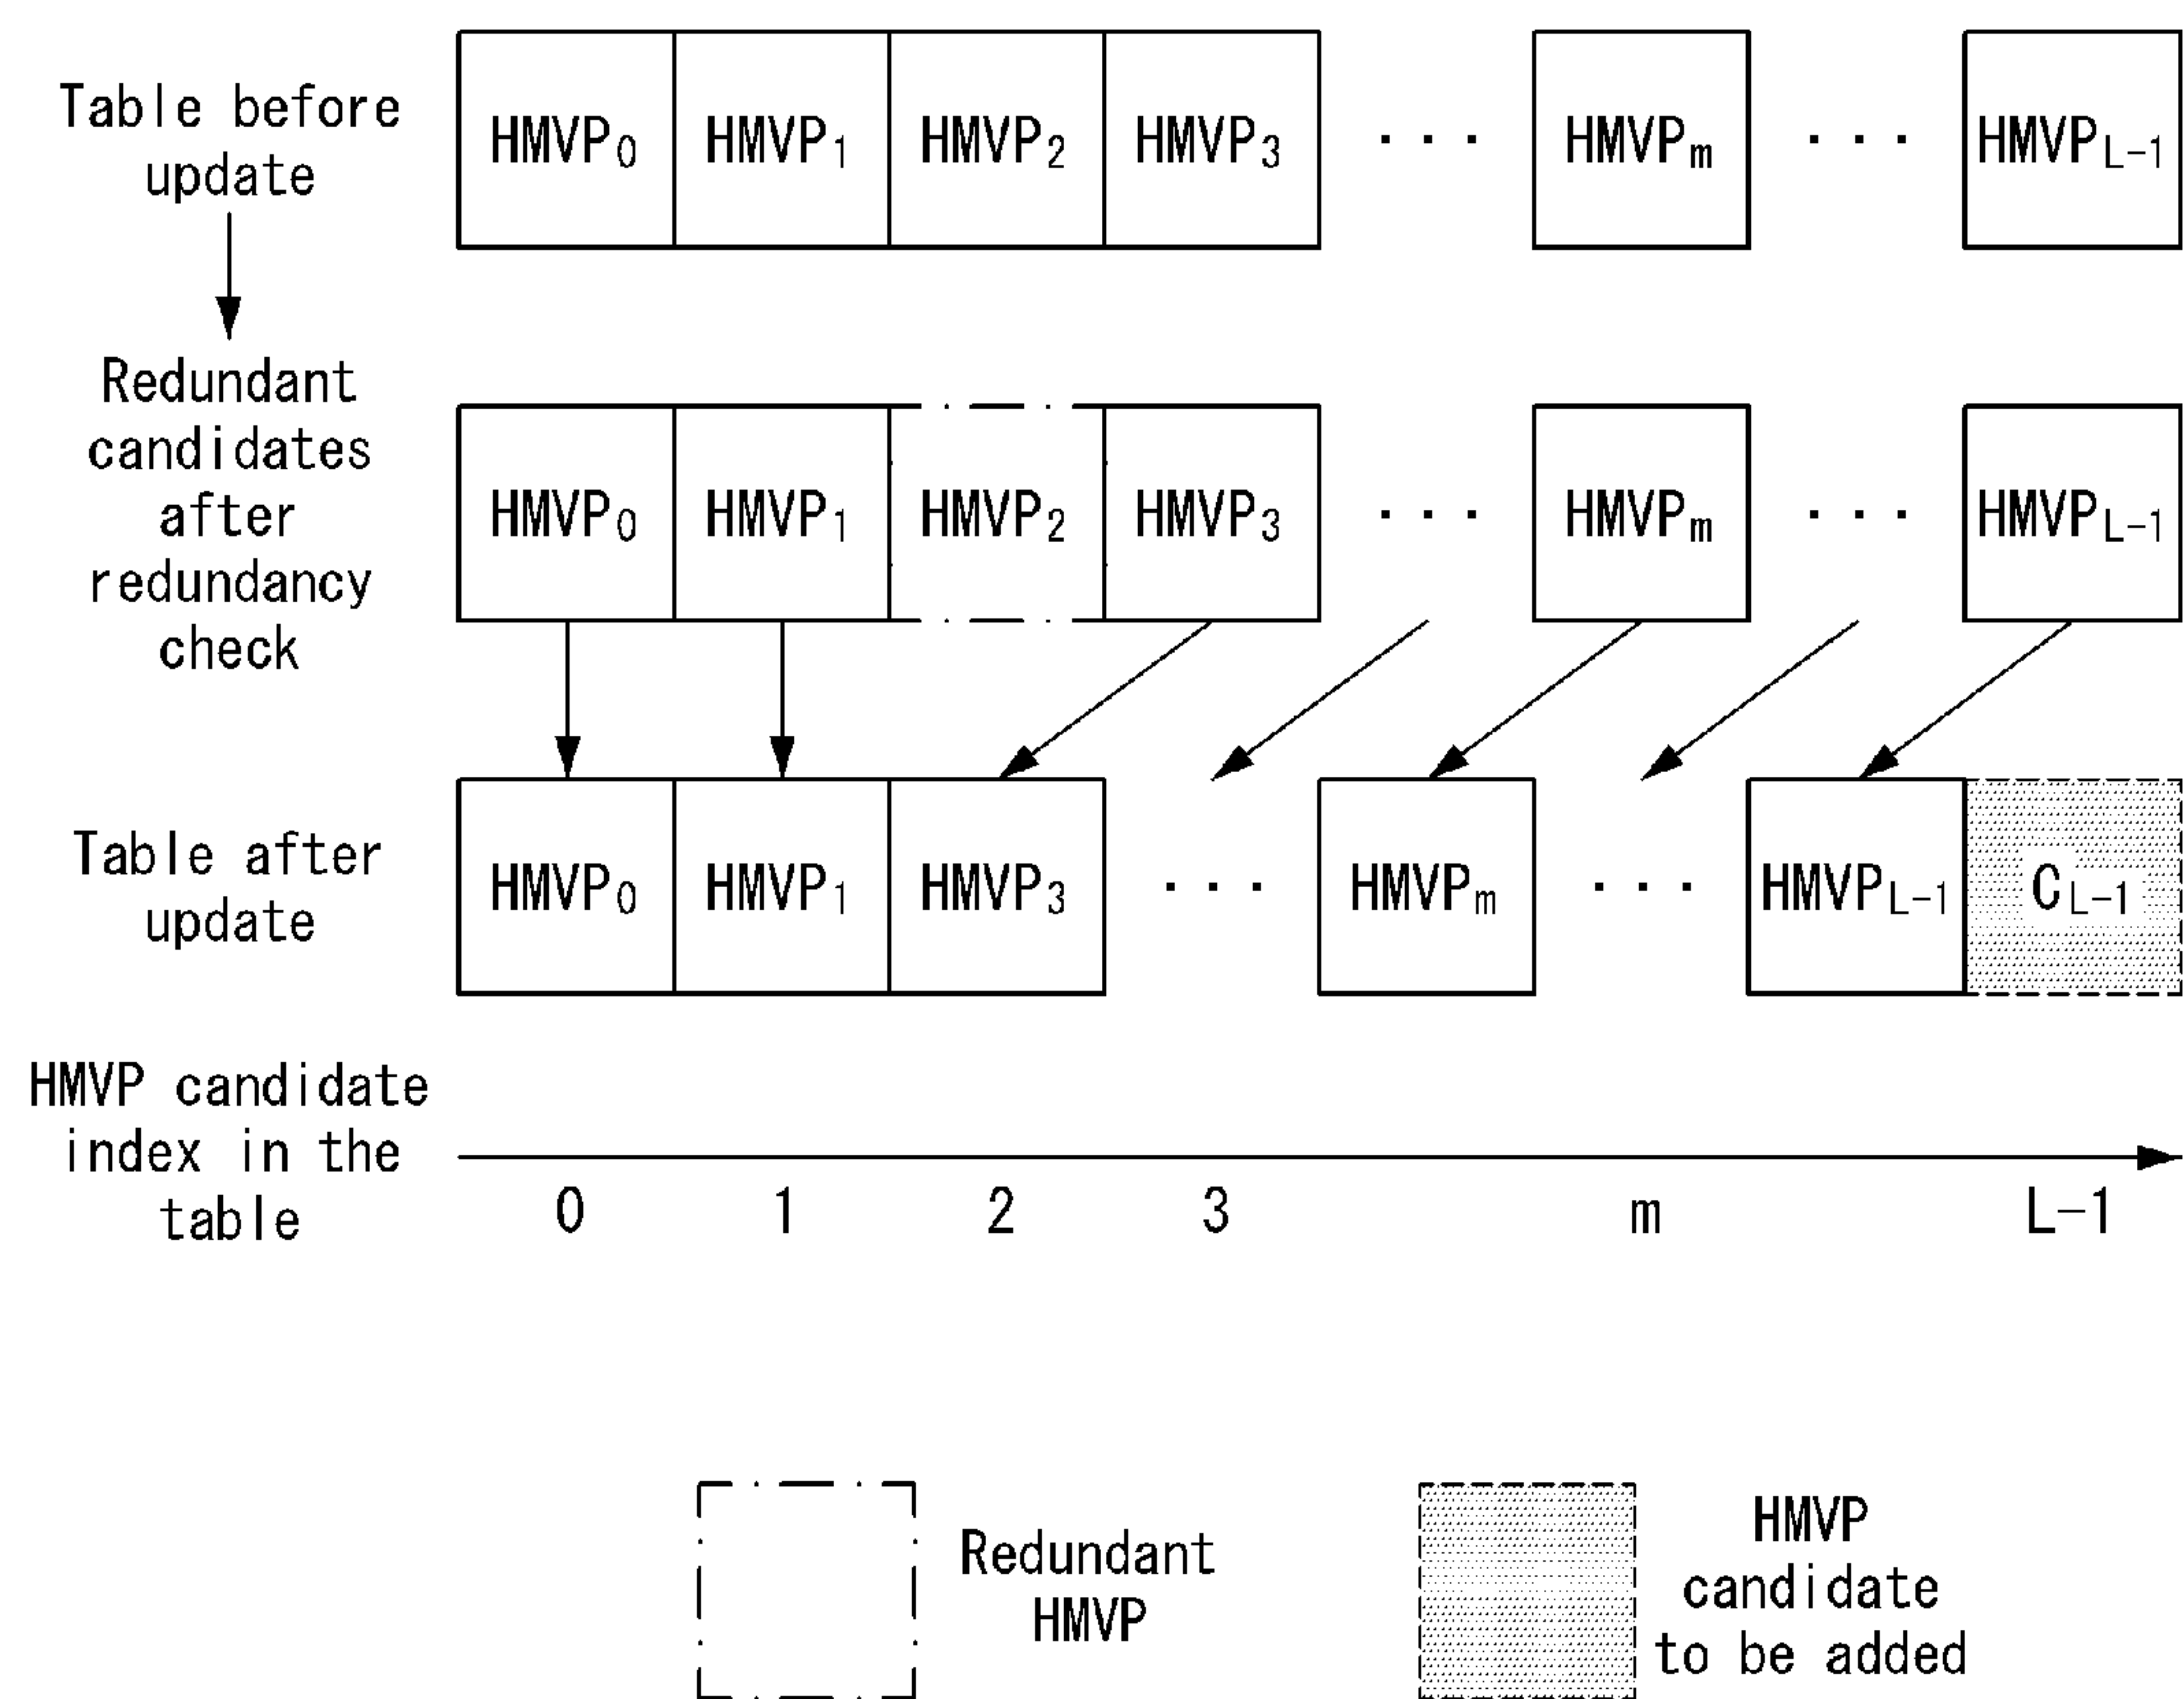 Table before
update
HMVP0 HMVP1 HMVP2 HMVP3 ... HMVPm ... HMVPL-1
Redundant
candidates
after
redundancy
check
HMVP0 HMVP1 HMVP2 HMVP3 ... HMVPm ... HMVPL-1
Table after
update
HMVP0 HMVP1 HMVP3 ... HMVPm ... HMVPL-1 CL-1
HMVP candidate
index in the
table
0 1 2 3 m L-1
Redundant
HMVP
HMVP
candidate
to be added